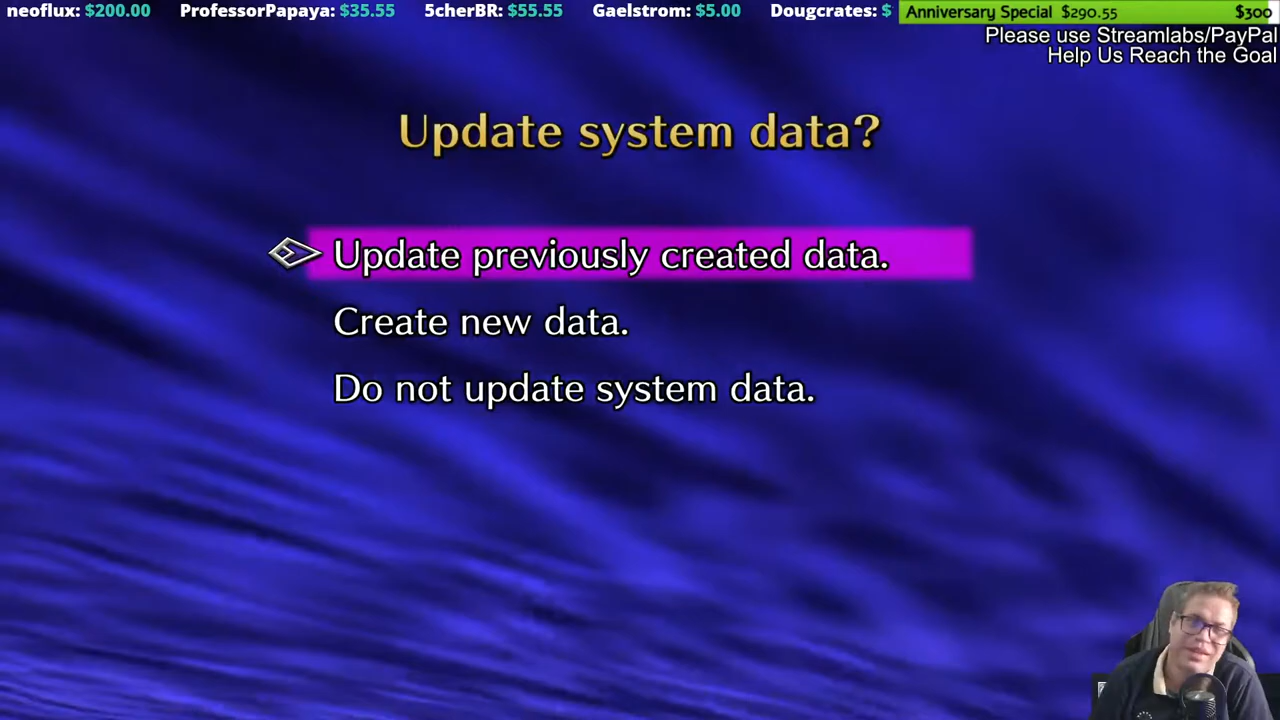 neoflux: $200.00 ProfessorPapaya: $35.55 5cherBR: $55.55 Gaelstrom: $5.00 Dougcrates: $
Anniversary Special $290.55 $300
Please use Streamlabs/PayPal
Help Us Reach the Goal
Update system data?
Update previously created data.
Create new data.
Do not update system data.